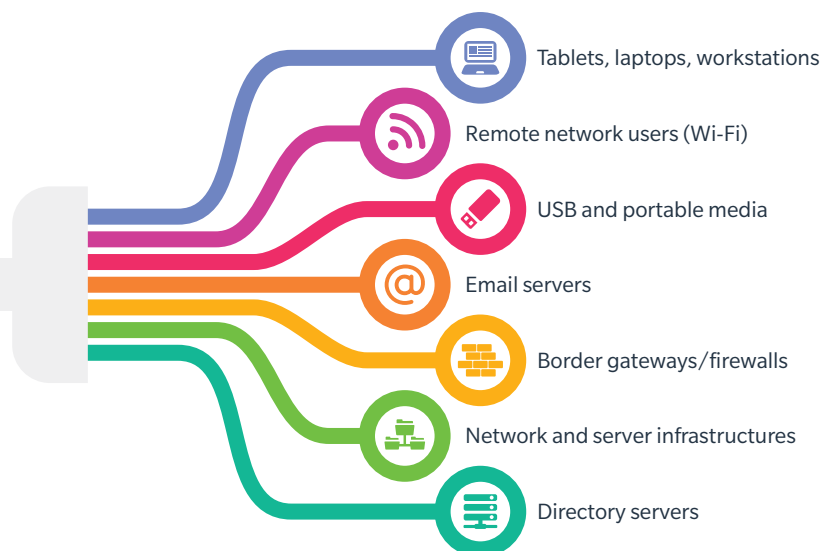 Tablets, laptops, workstations
Remote network users (Wi-Fi)
USB and portable media
@
Email servers
Border gateways/firewalls
Network and server infrastructures
Directory servers